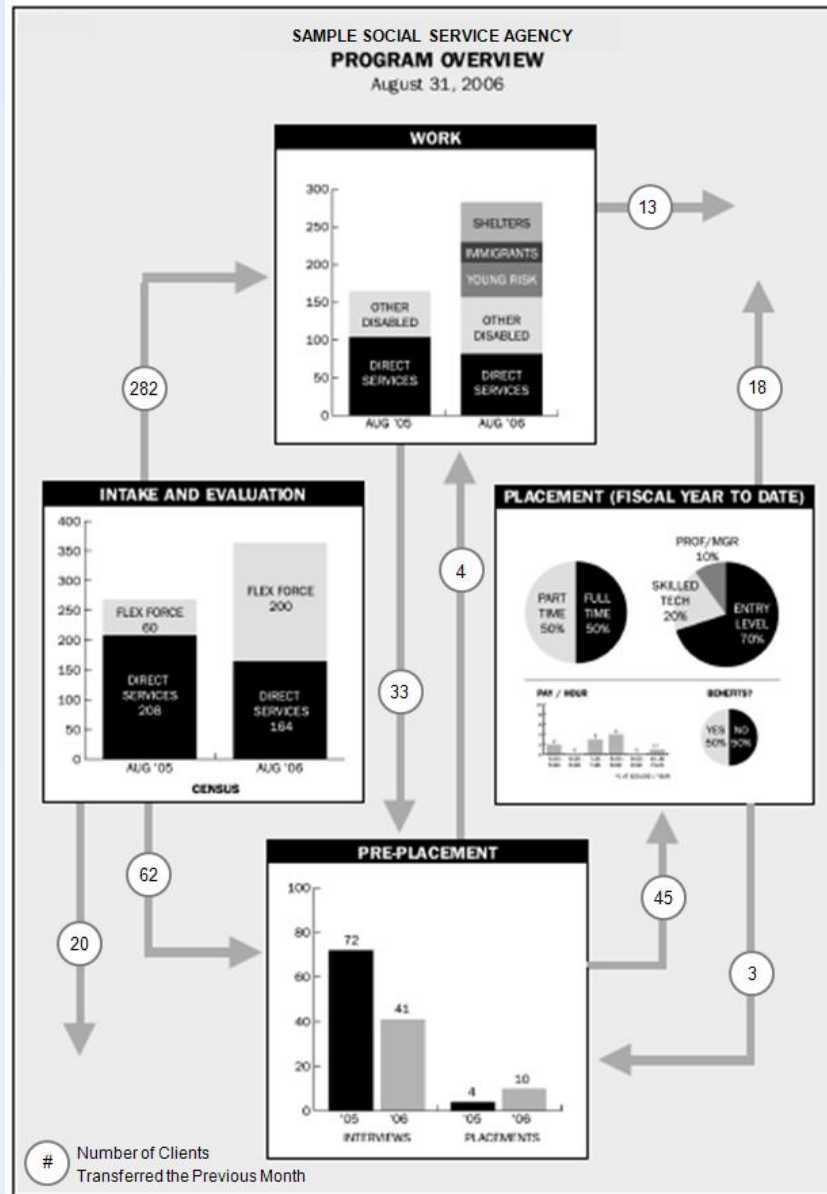 SAMPLE SOCIAL SERVICE AGENCY
PROGRAM OVERVIEW
August 31, 2006
WORK
300
250
200
150
100
50
0
OTHER
DISABLED
DIRECT
SERVICES
SHELTERS
IMMIGRANTS
YOUNG RISK
OTHER
DISABLED
DIRECT
SERVICES
AUG '05
AUG '06
13
282
18
4
33
INTAKE AND EVALUATION
400
350
300
250
200
150
100
50
0
FLEX FORCE
60
DIRECT
SERVICES
208
FLEX FORCE
200
DIRECT
SERVICES
164
AUG '05
AUG '06
CENSUS
PLACEMENT (FISCAL YEAR TO DATE)
PART
TIME
50%
FULL
TIME
50%
PROF/MGR
10%
SKILLED
TECH
20%
ENTRY
LEVEL
70%
PAY / HOUR
BENEFITS?
YES
50%
NO
50%
62
20
45
3
PRE-PLACEMENT
100
80
60
40
20
0
72
41
4
10
'05
'06
'05
'06
INTERVIEWS
PLACEMENTS
# Number of Clients
Transferred the Previous Month